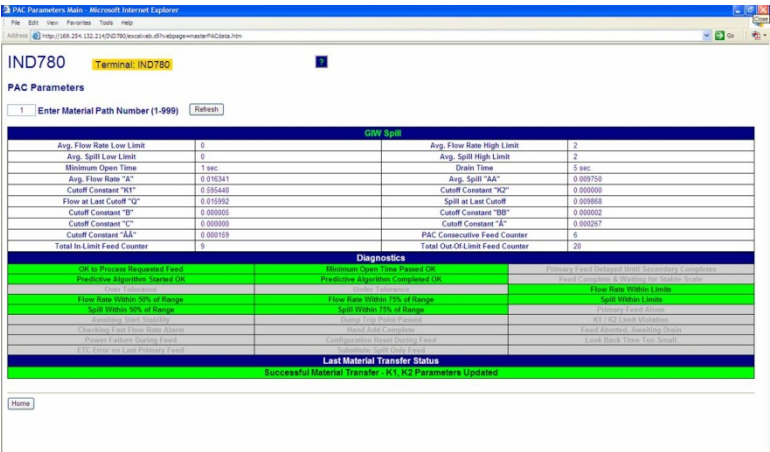 PAC Parameters Main - Microsoft Internet Explorer
Close
File Edit View Favorites Tools Help
Address http://169.254.132.214/IND780/excalweb.dll?webpage=masterPACdata.htm Go
IND780 Terminal: IND780 ?
PAC Parameters
1 Enter Material Path Number (1-999) Refresh
GIW Spill
Avg. Flow Rate Low Limit 0 Avg. Flow Rate High Limit 2
Avg. Spill Low Limit 0 Avg. Spill High Limit 2
Minimum Open Time 1 sec. Drain Time 5 sec.
Avg. Flow Rate "A" 0.016341 Avg. Spill "AA" 0.009750
Cutoff Constant "K1" 0.595440 Cutoff Constant "K2" 0.000000
Flow at Last Cutoff "Q" 0.015992 Spill at Last Cutoff 0.009868
Cutoff Constant "B" 0.000005 Cutoff Constant "BB" 0.000002
Cutoff Constant "C" 0.000000 Cutoff Constant "Â" 0.000267
Cutoff Constant "ÂÂ" 0.000159 PAC Consecutive Feed Counter 6
Total In-Limit Feed Counter 9 Total Out-Of-Limit Feed Counter 20
Diagnostics
OK to Process Requested Feed Minimum Open Time Passed OK Primary Feed Delayed Until Secondary Completes
Predictive Algorithm Started OK Predictive Algorithm Completed OK Feed Complete & Waiting for Stable Scale
Over Tolerance Under Tolerance Flow Rate Within Limits
Flow Rate Within 50% of Range Flow Rate Within 75% of Range Spill Within Limits
Spill Within 50% of Range Spill Within 75% of Range Primary Feed Alone
Awaiting Start Stability Dump Trip Point Passed K1 / K2 Limit Violation
Checking Fast Flow Rate Alarm Hand Add Complete Feed Aborted, Awaiting Drain
Power Failure During Feed Configuration Reset During Feed Look Back Time Too Small
ETC Error on Last Primary Feed Substitute Spill Only Feed
Last Material Transfer Status
Successful Material Transfer - K1, K2 Parameters Updated
Home